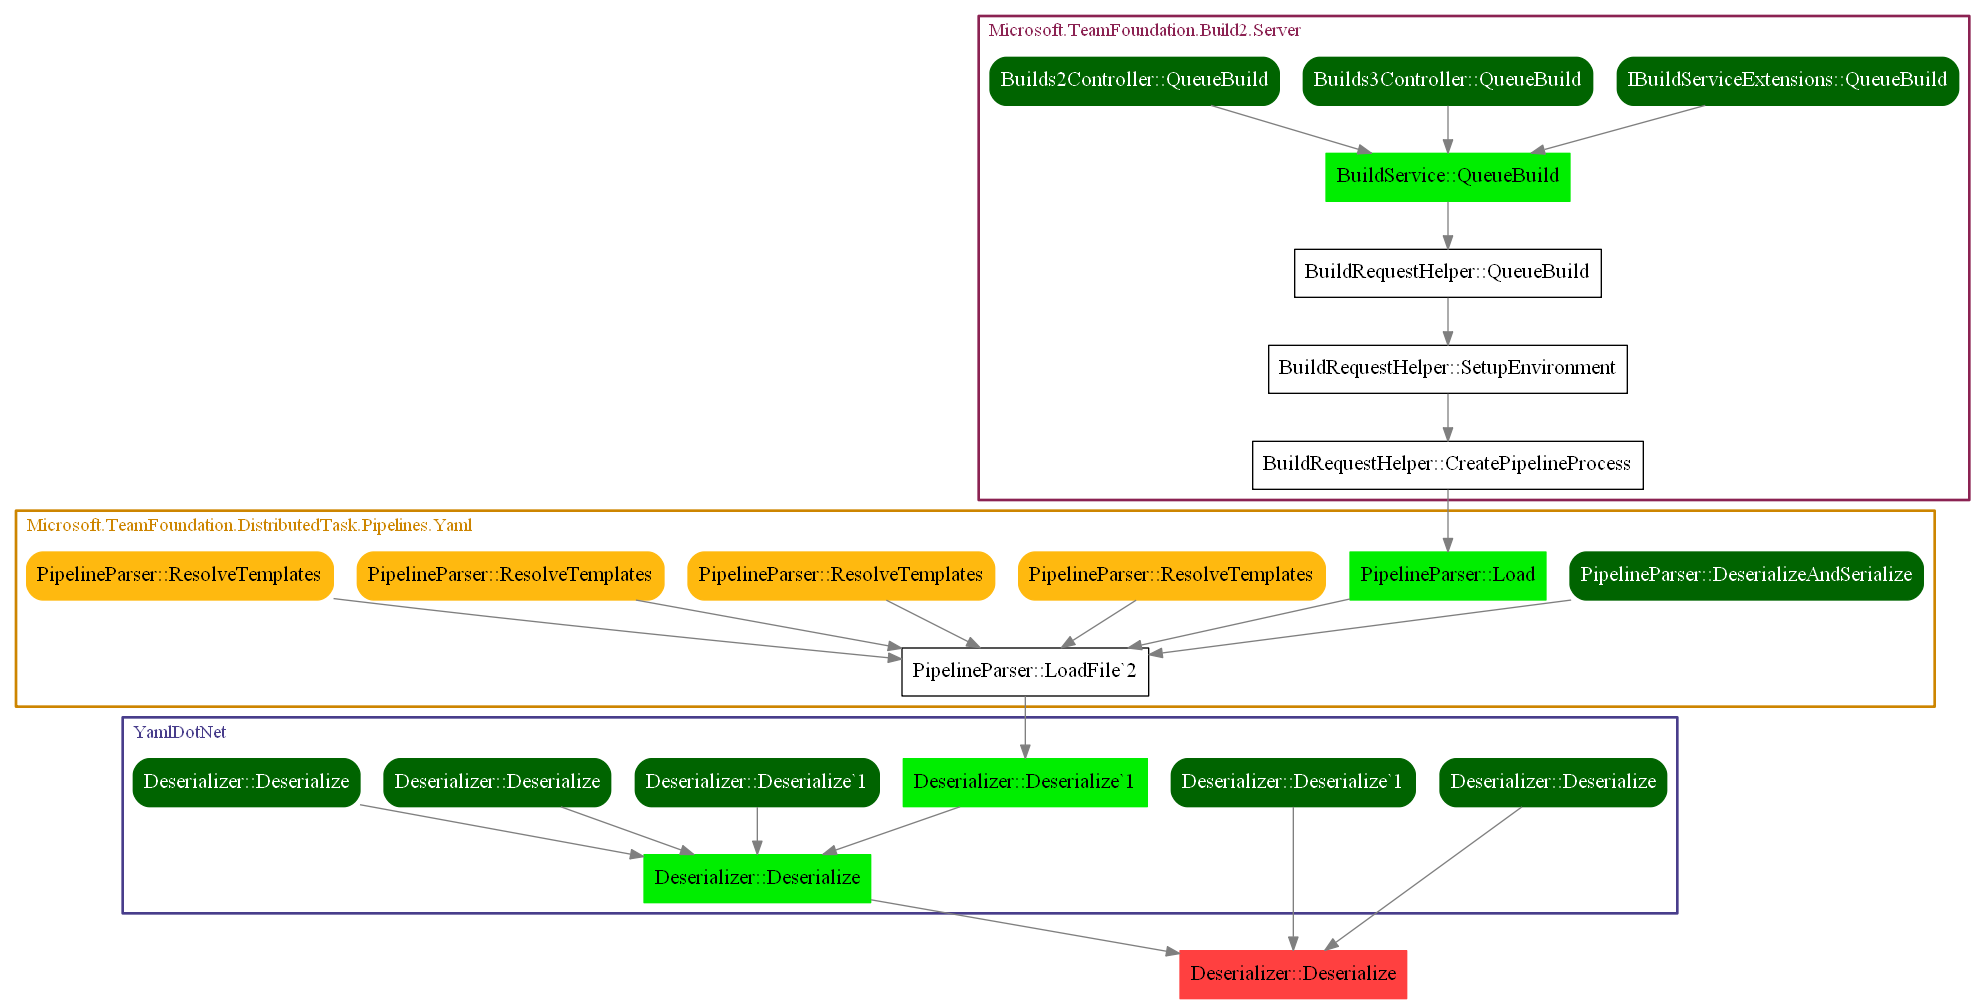 Microsoft.TeamFoundation.Build2.Server
Builds2Controller::QueueBuild
Builds3Controller::QueueBuild
IBuildServiceExtensions::QueueBuild
BuildService::QueueBuild
BuildRequestHelper::QueueBuild
BuildRequestHelper::SetupEnvironment
BuildRequestHelper::CreatePipelineProcess
Microsoft.TeamFoundation.DistributedTask.Pipelines.Yaml
PipelineParser::ResolveTemplates
PipelineParser::ResolveTemplates
PipelineParser::ResolveTemplates
PipelineParser::ResolveTemplates
PipelineParser::Load
PipelineParser::DeserializeAndSerialize
PipelineParser::LoadFile`2
YamlDotNet
Deserializer::Deserialize
Deserializer::Deserialize
Deserializer::Deserialize`1
Deserializer::Deserialize`1
Deserializer::Deserialize`1
Deserializer::Deserialize
Deserializer::Deserialize
Deserializer::Deserialize